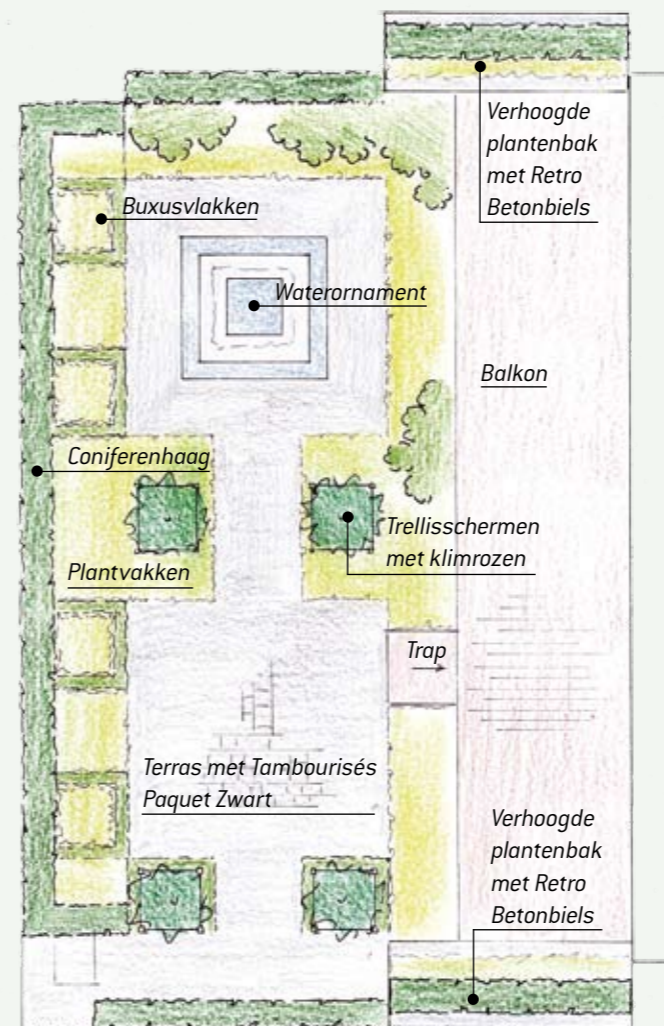 Verhoogde
plantenbak
met Retro
Betonbiels
Buxusvlakken
Waterornament
Balkon
Coniferenhaag
Trellisschermen
met klimrozen
Plantvakken
Trap
Terras met Tambourisés
Paquet Zwart
Verhoogde
plantenbak
met Retro
Betonbiels